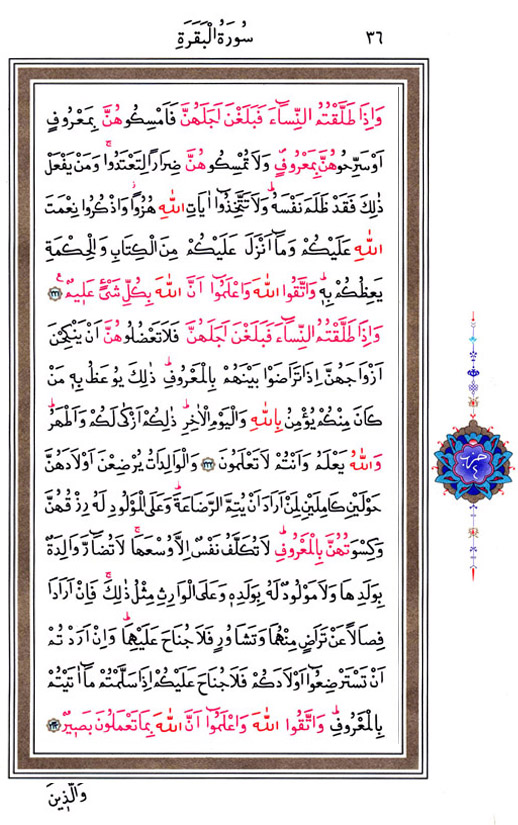 ٣٦ سُورَةُ الْبَقَرَةِ
وَاِذَا طَلَّقْتُمُ النِّسَٓاءَ فَبَلَغْنَ اَجَلَهُنَّ فَاَمْسِكُوهُنَّ بِمَعْرُوفٍ
اَوْ سَرِّحُوهُنَّ بِمَعْرُوفٍۖ وَلَا تُمْسِكُوهُنَّ ضِرَارًا لِتَعْتَدُواۚ وَمَنْ يَفْعَلْ
ذٰلِكَ فَقَدْ ظَلَمَ نَفْسَهُۜ وَلَا تَتَّخِذُٓوا اٰيَاتِ اللّٰهِ هُزُوًاۘ وَاذْكُرُوا نِعْمَتَ
اللّٰهِ عَلَيْكُمْ وَمَٓا اَنْزَلَ عَلَيْكُمْ مِنَ الْكِتَابِ وَالْحِكْمَةِ
يَعِظُكُمْ بِهٖۜ وَاتَّقُوا اللّٰهَ وَاعْلَمُٓوا اَنَّ اللّٰهَ بِكُلِّ شَيْءٍ عَلٖيمٌࣖ ٢٣١
وَاِذَا طَلَّقْتُمُ النِّسَٓاءَ فَبَلَغْنَ اَجَلَهُنَّ فَلَا تَعْضُلُوهُنَّ اَنْ يَنْكِحْنَ
اَزْوَاجَهُنَّ اِذَا تَرَاضَوْا بَيْنَهُمْ بِالْمَعْرُوفِۜ ذٰلِكَ يُوعَظُ بِهٖ مَنْ
كَانَ مِنْكُمْ يُؤْمِنُ بِاللّٰهِ وَالْيَوْمِ الْاٰخِرِۜ ذٰلِكُمْ اَزْكٰى لَكُمْ وَاَطْهَرُۜ
وَاللّٰهُ يَعْلَمُ وَاَنْتُمْ لَا تَعْلَمُونَ ٢٣٢ وَالْوَالِدَاتُ يُرْضِعْنَ اَوْلَادَهُنَّ
حَوْلَيْنِ كَامِلَيْنِ لِمَنْ اَرَادَ اَنْ يُتِمَّ الرَّضَاعَةَۜ وَعَلَى الْمَوْلُودِ لَهُ رِزْقُهُنَّ
وَكِسْوَتُهُنَّ بِالْمَعْرُوفِۜ لَا تُكَلَّفُ نَفْسٌ اِلَّا وُسْعَهَاۚ لَا تُضَٓارَّ وَالِدَةٌ
بِوَلَدِهَا وَلَا مَوْلُودٌ لَهُ بِوَلَدِهٖ وَعَلَى الْوَارِثِ مِثْلُ ذٰلِكَۚ فَاِنْ اَرَادَا
فِصَالًا عَنْ تَرَاضٍ مِنْهُمَا وَتَشَاوُرٍ فَلَا جُنَاحَ عَلَيْهِمَاۜ وَاِنْ اَرَدْتُمْ
اَنْ تَسْتَرْضِعُٓوا اَوْلَادَكُمْ فَلَا جُنَاحَ عَلَيْكُمْ اِذَا سَلَّمْتُمْ مَٓا اٰتَيْتُمْ
بِالْمَعْرُوفِۜ وَاتَّقُوا اللّٰهَ وَاعْلَمُٓوا اَنَّ اللّٰهَ بِمَا تَعْمَلُونَ بَصٖيرٌ ٢٣٣
وَالَّذٖينَ
حزب